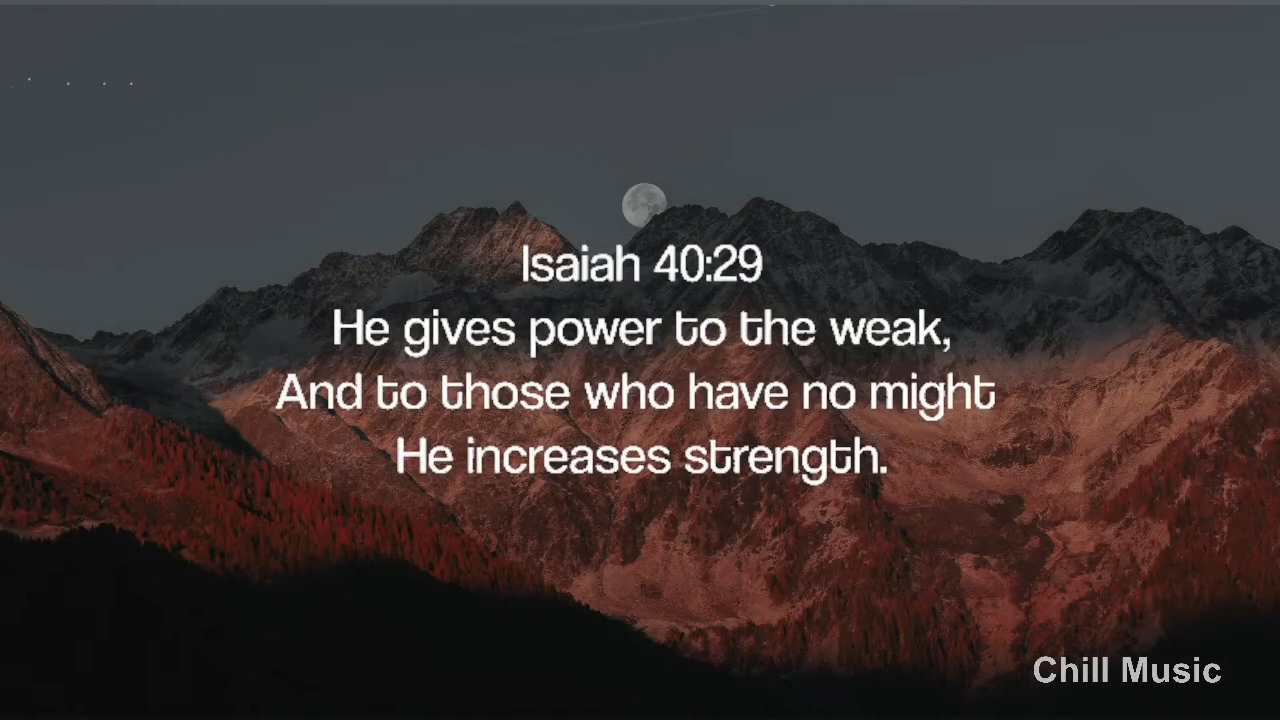 Isaiah 40:29
He gives power to the weak,
And to those who have no might
He increases strength.
Chill Music